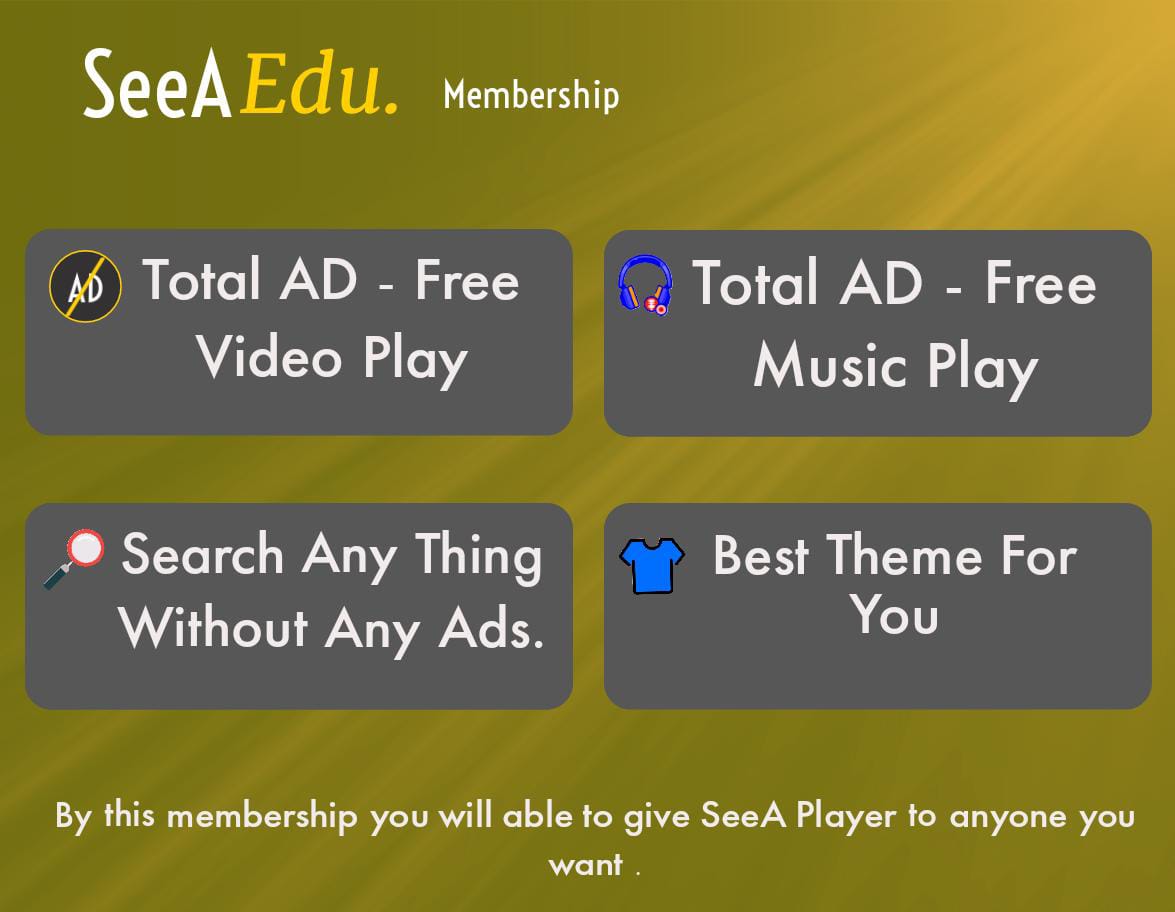 SeeA Edu. Membership
AD
Total AD - Free
Video Play
Total AD - Free
Music Play
Search Any Thing
Without Any Ads.
Best Theme For
You
By this membership you will able to give SeeA Player to anyone you
want .